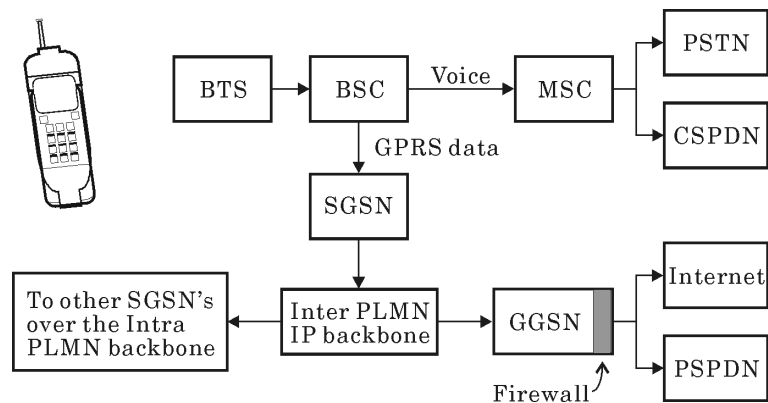 PSTN
BTS
BSC
Voice
MSC
GPRS data
CSPDN
SGSN
To other SGSN's
over the Intra
PLMN backbone
Inter PLMN
IP backbone
GGSN
Internet
PSPDN
Firewall